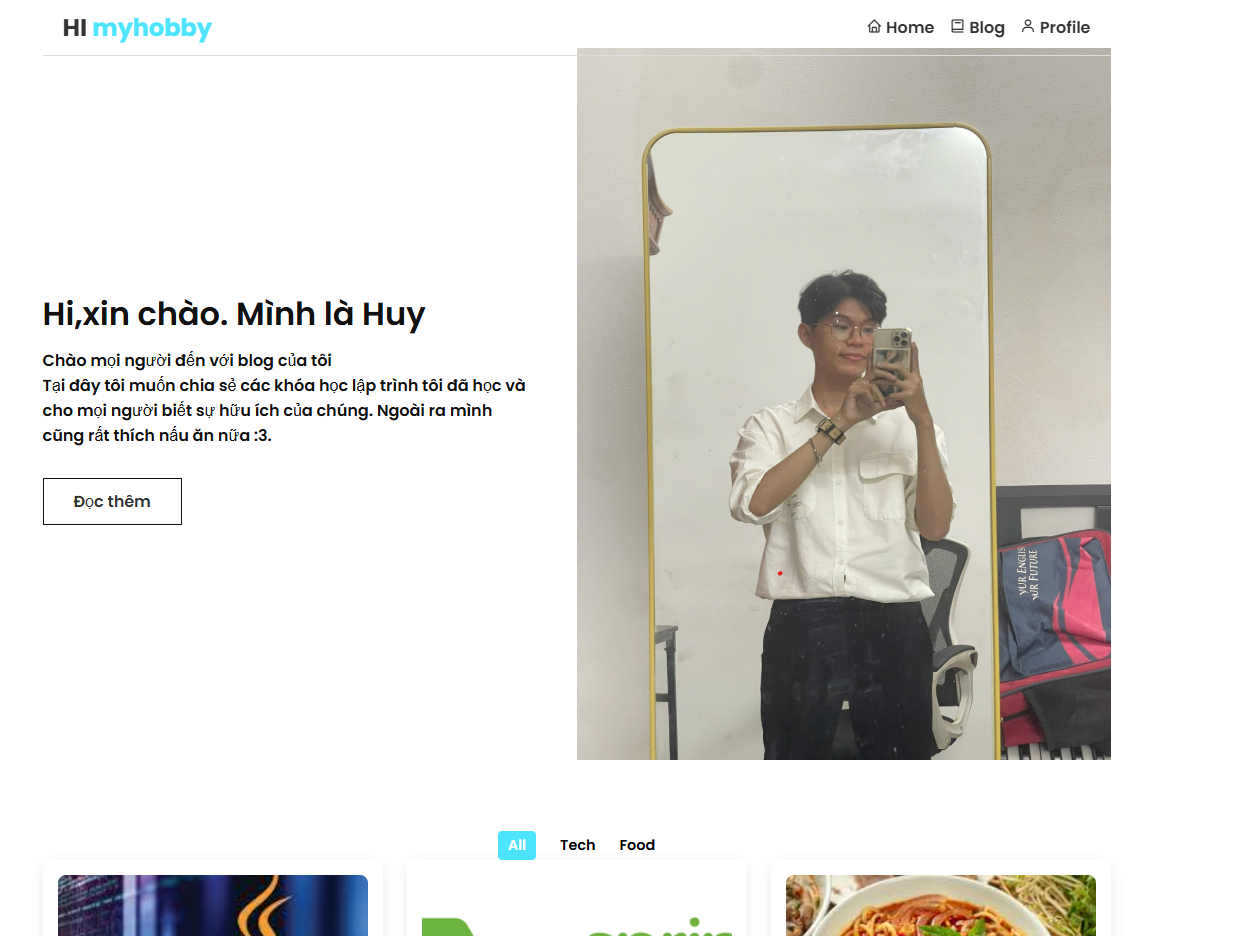 HI myhobby
Home Blog Profile
Hi,xin chào. Mình là Huy
Chào mọi người đến với blog của tôi
Tại đây tôi muốn chia sẻ các khóa học lập trình tôi đã học và
cho mọi người biết sự hữu ích của chúng. Ngoài ra mình
cũng rất thích nấu ăn nữa :3.
Đọc thêm
UR ENGLIS
UR FUTURE
All Tech Food